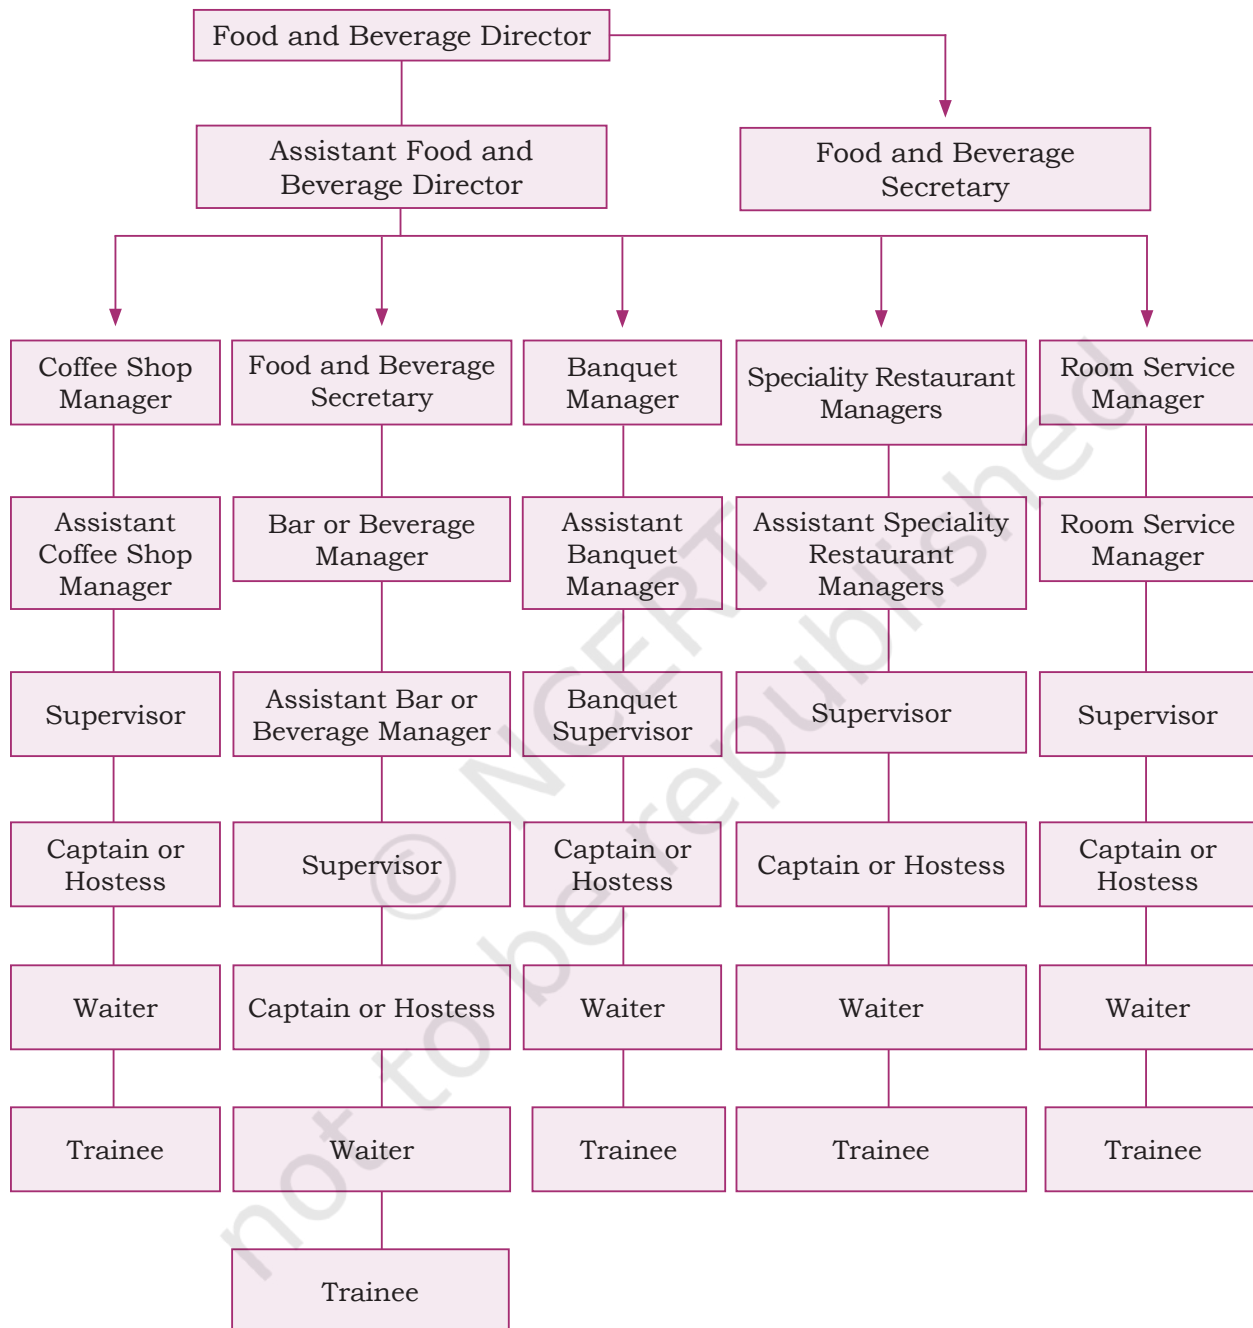 Food and Beverage Director
Assistant Food and
Beverage Director
Food and Beverage
Secretary
Coffee Shop
Manager
Food and Beverage
Secretary
Banquet
Manager
Speciality Restaurant
Managers
Room Service
Manager
Assistant
Coffee Shop
Manager
Bar or Beverage
Manager
Assistant
Banquet
Manager
Assistant Speciality
Restaurant
Managers
Room Service
Manager
Supervisor
Assistant Bar or
Beverage Manager
Banquet
Supervisor
Supervisor
Supervisor
Captain or
Hostess
Supervisor
Captain or
Hostess
Captain or Hostess
Captain or
Hostess
Waiter
Captain or Hostess
Waiter
Waiter
Waiter
Trainee
Waiter
Trainee
Trainee
Trainee
Trainee
© NCERT
not to be republished